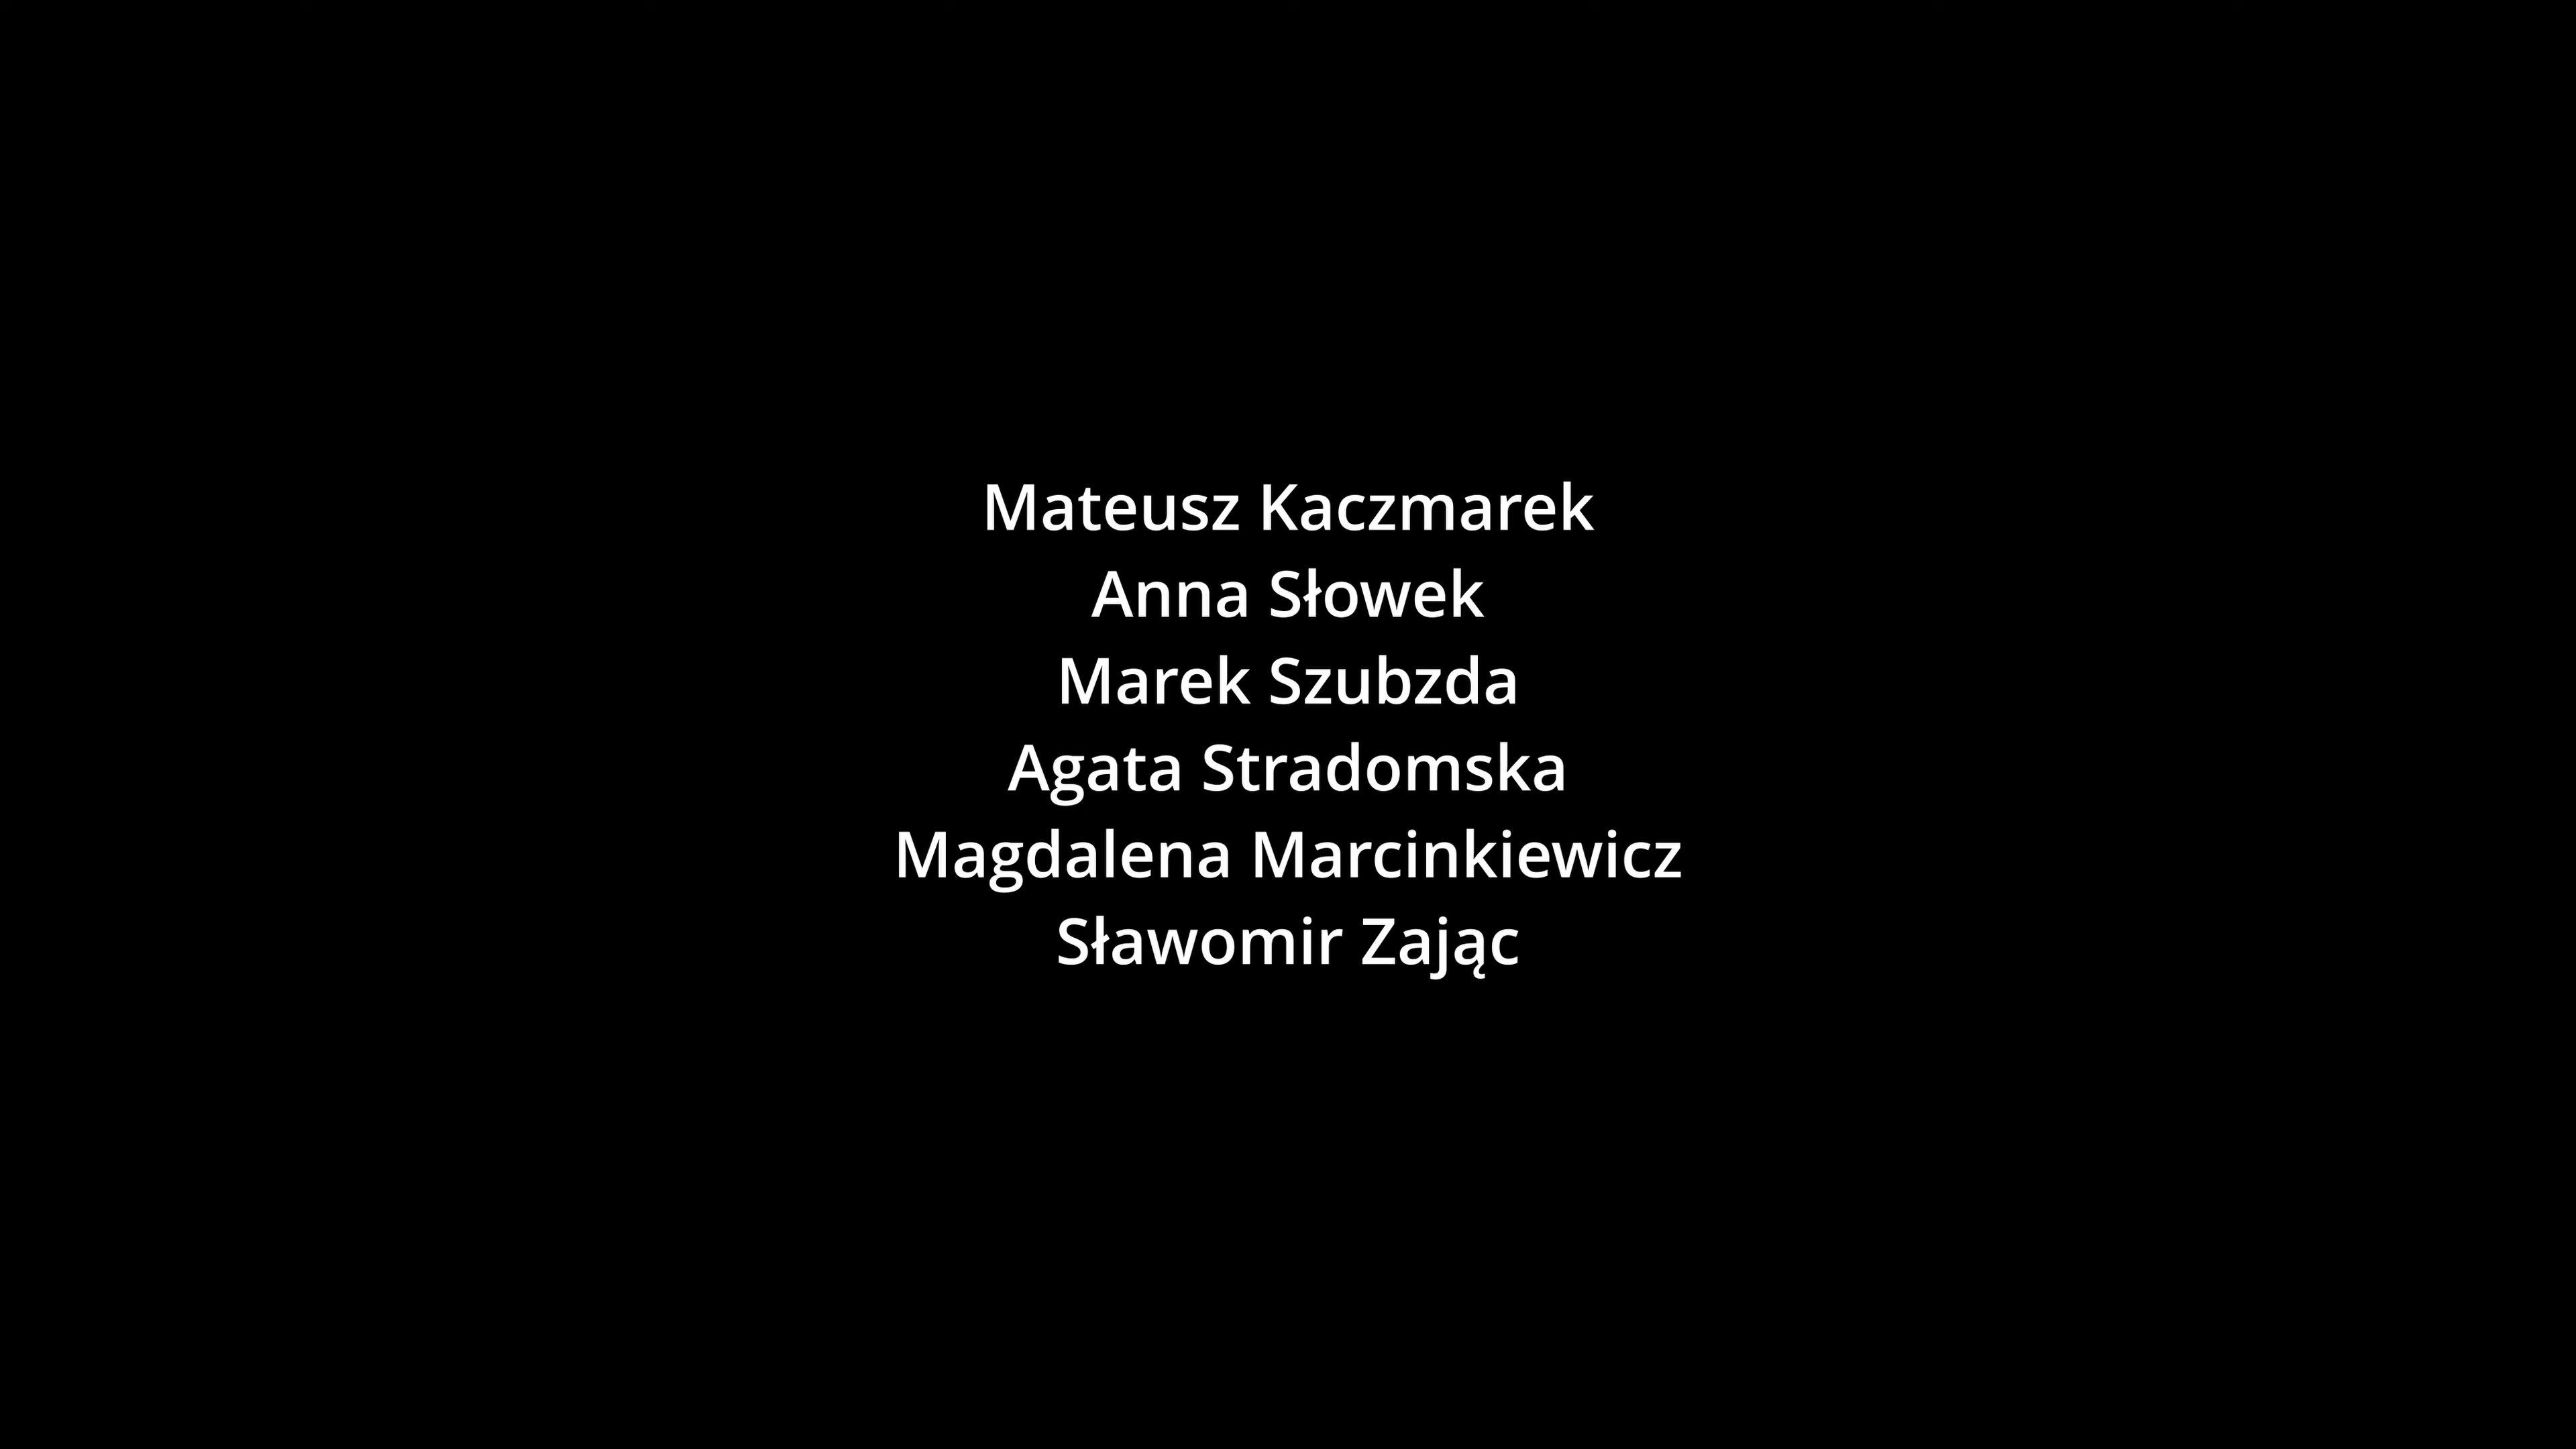 Mateusz Kaczmarek
Anna Słowek
Marek Szubzda
Agata Stradomska
Magdalena Marcinkiewicz
Sławomir Zając